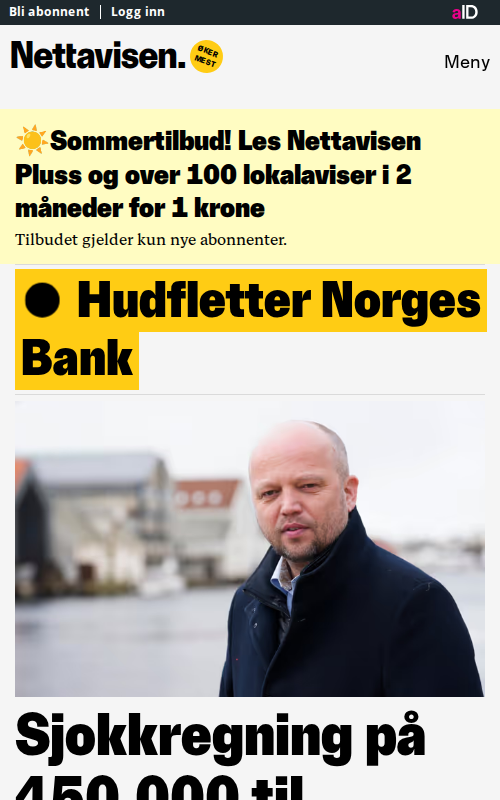 Bli abonnent | Logg inn
aID
Nettavisen.
ØKER
MEST
Meny
☀️Sommertilbud! Les Nettavisen
Pluss og over 100 lokalaviser i 2
måneder for 1 krone
Tilbudet gjelder kun nye abonnenter.
● Hudfletter Norges
Bank
Sjokkregning på
450.000 til